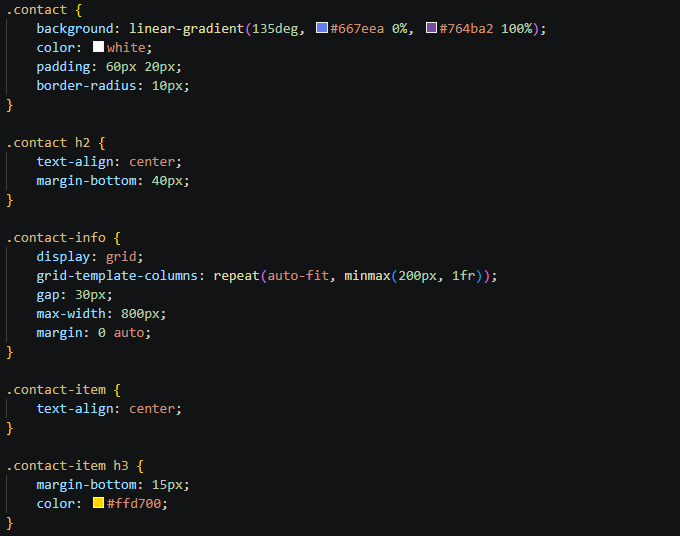 .contact {
    background: linear-gradient(135deg, #667eea 0%, #764ba2 100%);
    color: white;
    padding: 60px 20px;
    border-radius: 10px;
}

.contact h2 {
    text-align: center;
    margin-bottom: 40px;
}

.contact-info {
    display: grid;
    grid-template-columns: repeat(auto-fit, minmax(200px, 1fr));
    gap: 30px;
    max-width: 800px;
    margin: 0 auto;
}

.contact-item {
    text-align: center;
}

.contact-item h3 {
    margin-bottom: 15px;
    color: #ffd700;
}